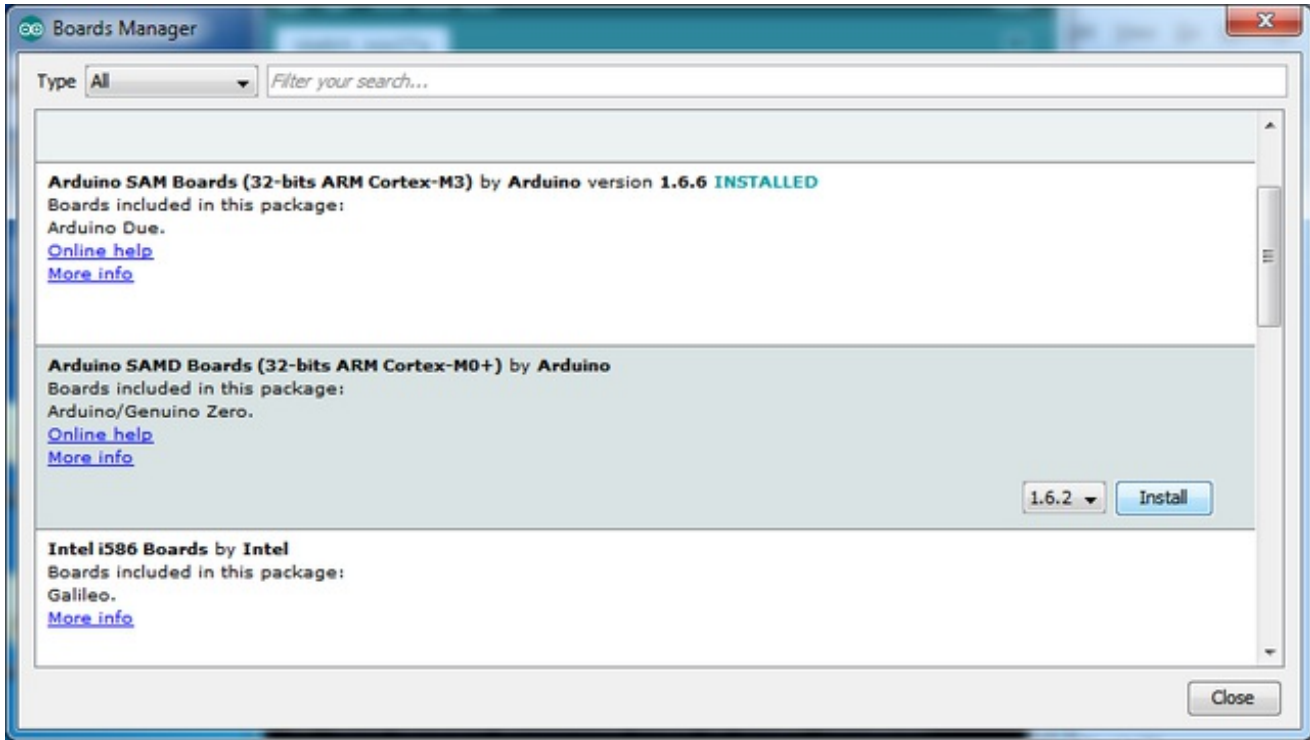 Boards Manager
Type All Filter your search...
Arduino SAM Boards (32-bits ARM Cortex-M3) by Arduino version 1.6.6 INSTALLED
Boards included in this package:
Arduino Due.
Online help
More info
Arduino SAMD Boards (32-bits ARM Cortex-M0+) by Arduino
Boards included in this package:
Arduino/Genuino Zero.
Online help
More info
1.6.2 Install
Intel i586 Boards by Intel
Boards included in this package:
Galileo.
More info
Close